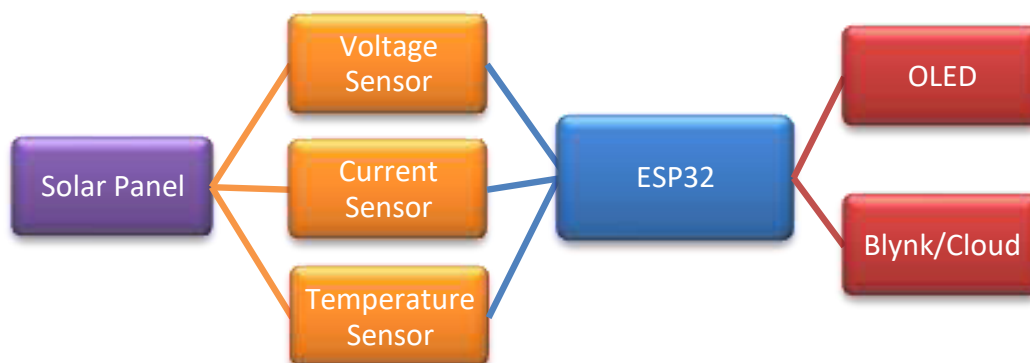 Solar Panel
Voltage
Sensor
Current
Sensor
Temperature
Sensor
ESP32
OLED
Blynk/Cloud